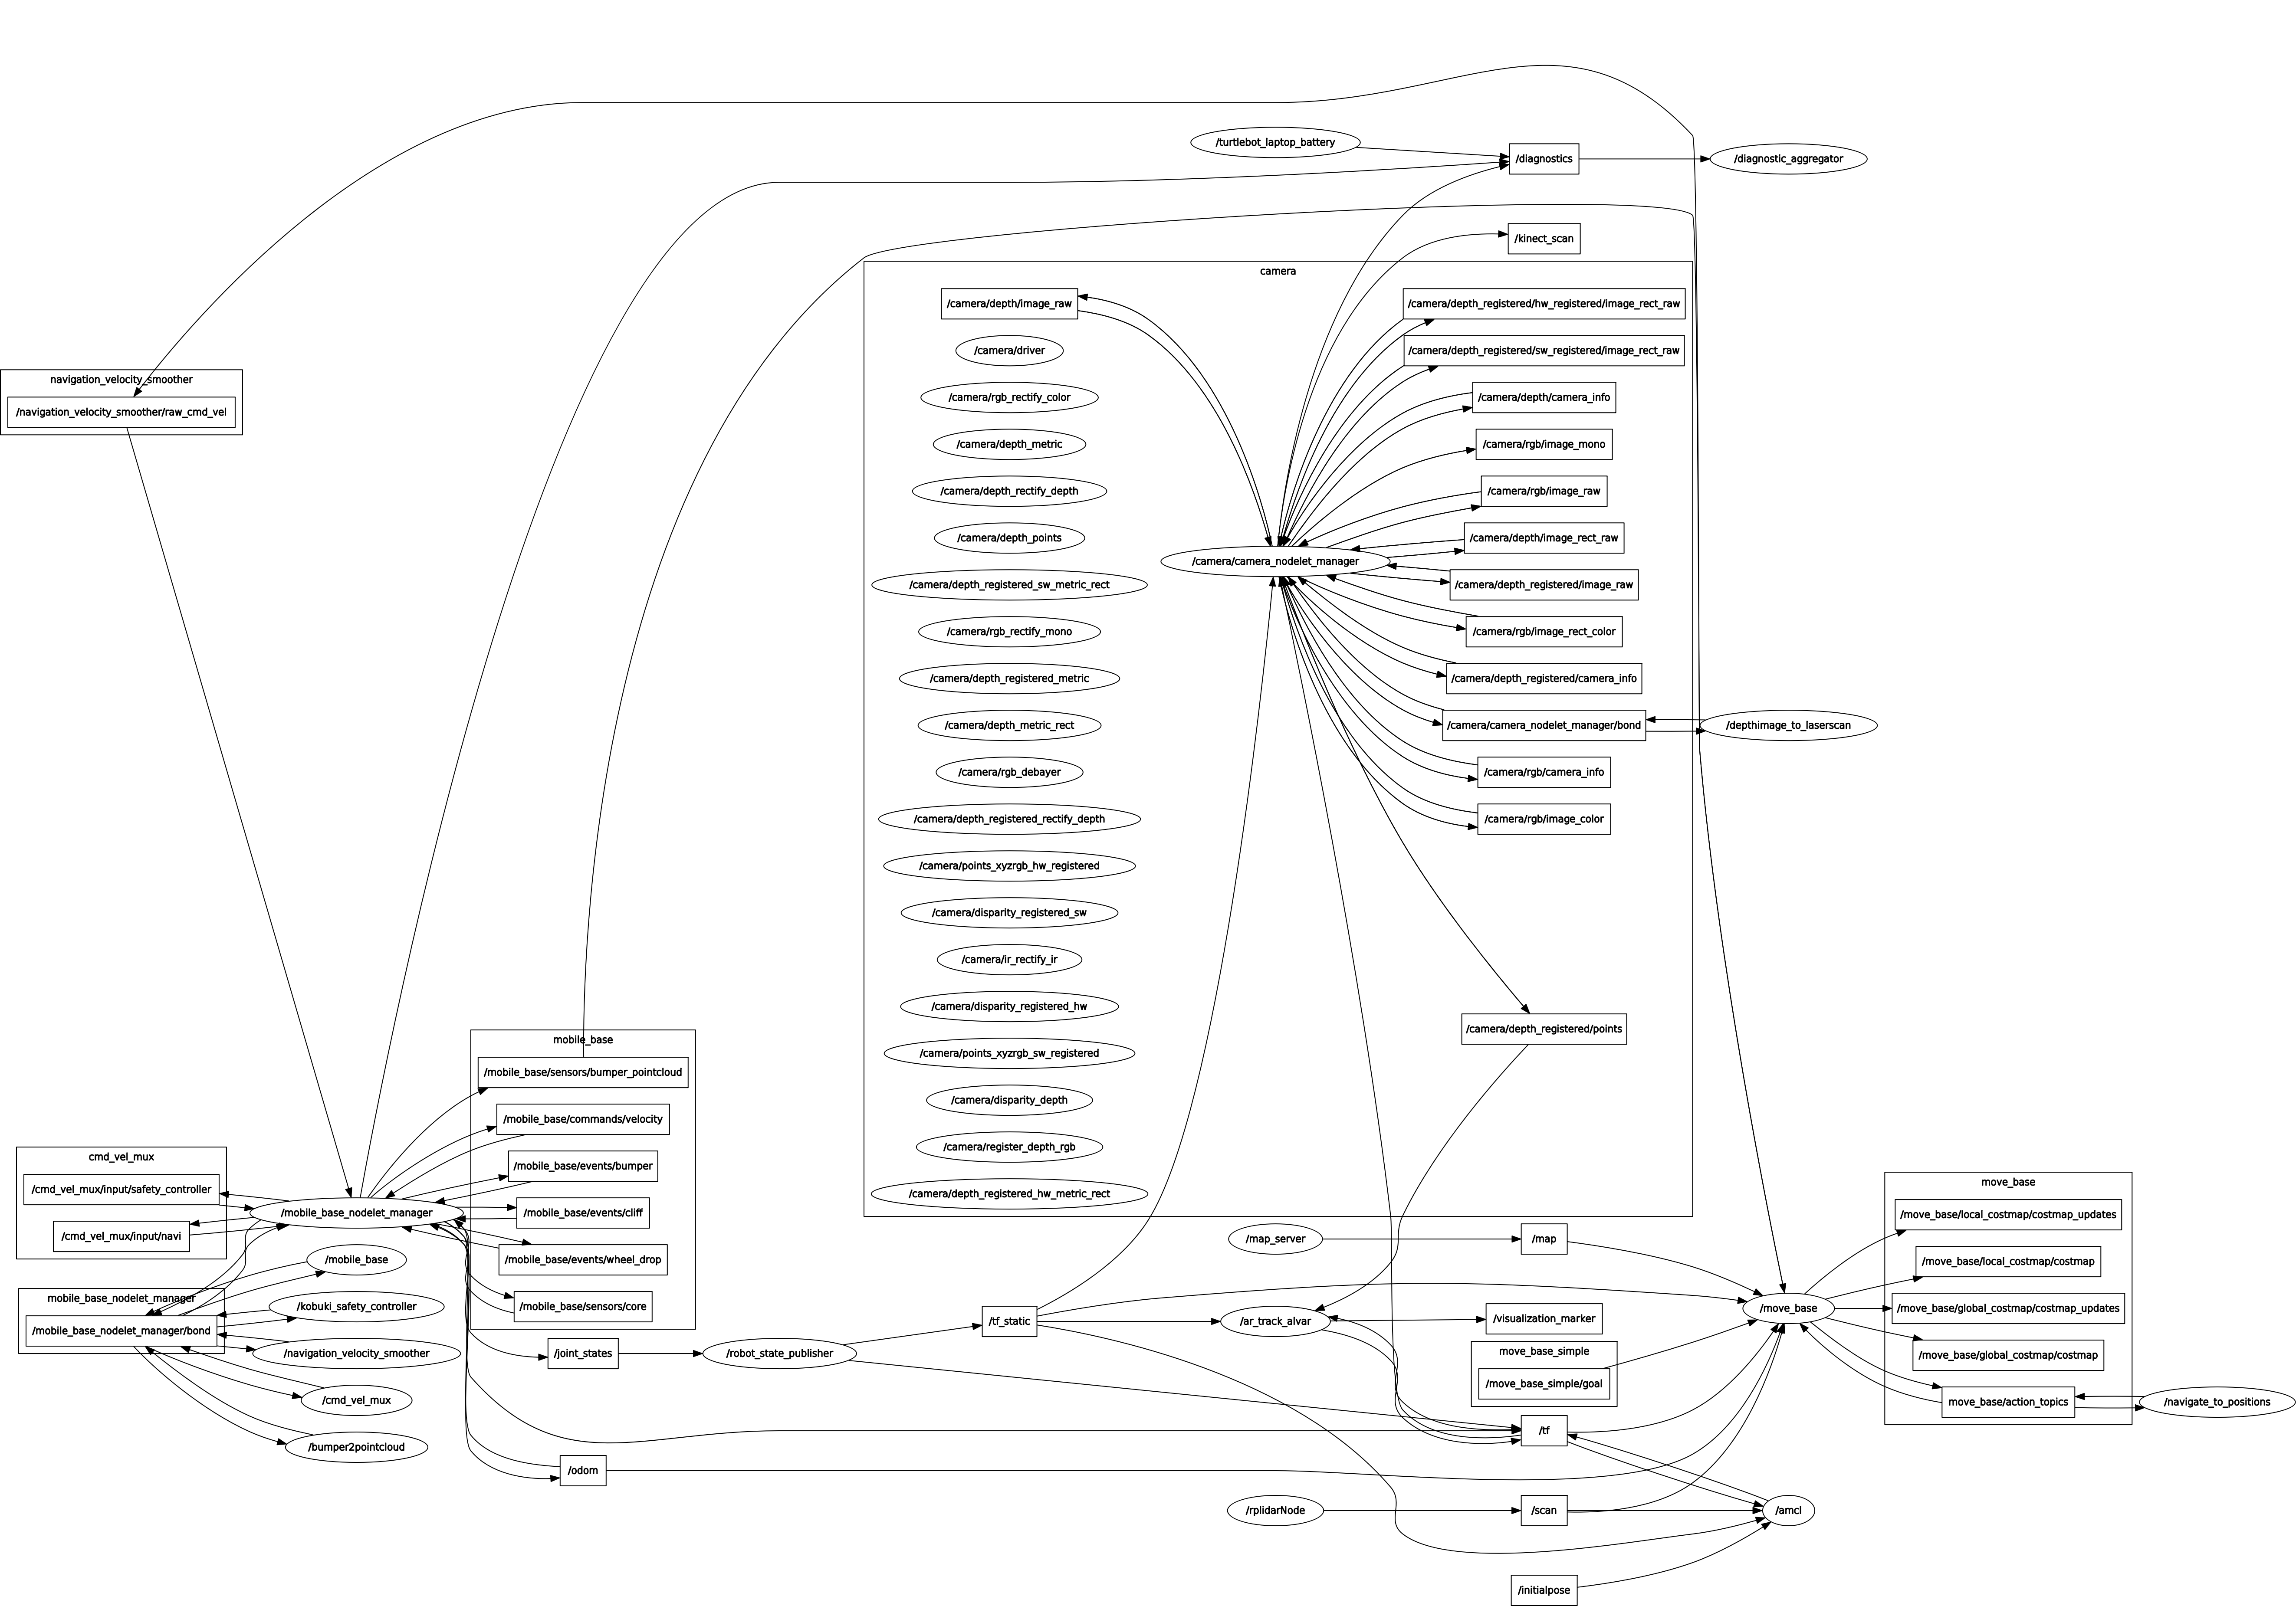 /turtlebot_laptop_battery
/diagnostics
/diagnostic_aggregator
/kinect_scan
camera
/camera/depth/image_raw
/camera/driver
/camera/rgb_rectify_color
/camera/depth_metric
/camera/depth_rectify_depth
/camera/depth_points
/camera/depth_registered_sw_metric_rect
/camera/rgb_rectify_mono
/camera/depth_registered_metric
/camera/depth_metric_rect
/camera/rgb_debayer
/camera/depth_registered_rectify_depth
/camera/points_xyzrgb_hw_registered
/camera/disparity_registered_sw
/camera/ir_rectify_ir
/camera/disparity_registered_hw
/camera/points_xyzrgb_sw_registered
/camera/disparity_depth
/camera/register_depth_rgb
/camera/depth_registered_hw_metric_rect
/camera/camera_nodelet_manager
/camera/depth_registered/hw_registered/image_rect_raw
/camera/depth_registered/sw_registered/image_rect_raw
/camera/depth/camera_info
/camera/rgb/image_mono
/camera/rgb/image_raw
/camera/depth/image_rect_raw
/camera/depth_registered/image_raw
/camera/rgb/image_rect_color
/camera/depth_registered/camera_info
/camera/camera_nodelet_manager/bond
/camera/rgb/camera_info
/camera/rgb/image_color
/camera/depth_registered/points
/depthimage_to_laserscan
navigation_velocity_smoother
/navigation_velocity_smoother/raw_cmd_vel
mobile_base
/mobile_base/sensors/bumper_pointcloud
/mobile_base/commands/velocity
/mobile_base/events/bumper
/mobile_base/events/cliff
/mobile_base/events/wheel_drop
/mobile_base/sensors/core
cmd_vel_mux
/cmd_vel_mux/input/safety_controller
/cmd_vel_mux/input/navi
/mobile_base_nodelet_manager
mobile_base_nodelet_manager
/mobile_base_nodelet_manager/bond
/mobile_base
/kobuki_safety_controller
/navigation_velocity_smoother
/cmd_vel_mux
/bumper2pointcloud
/joint_states
/odom
/robot_state_publisher
/tf_static
/map_server
/map
/ar_track_alvar
/visualization_marker
move_base_simple
/move_base_simple/goal
/tf
/rplidarNode
/scan
/initialpose
/move_base
/amcl
move_base
/move_base/local_costmap/costmap_updates
/move_base/local_costmap/costmap
/move_base/global_costmap/costmap_updates
/move_base/global_costmap/costmap
move_base/action_topics
/navigate_to_positions